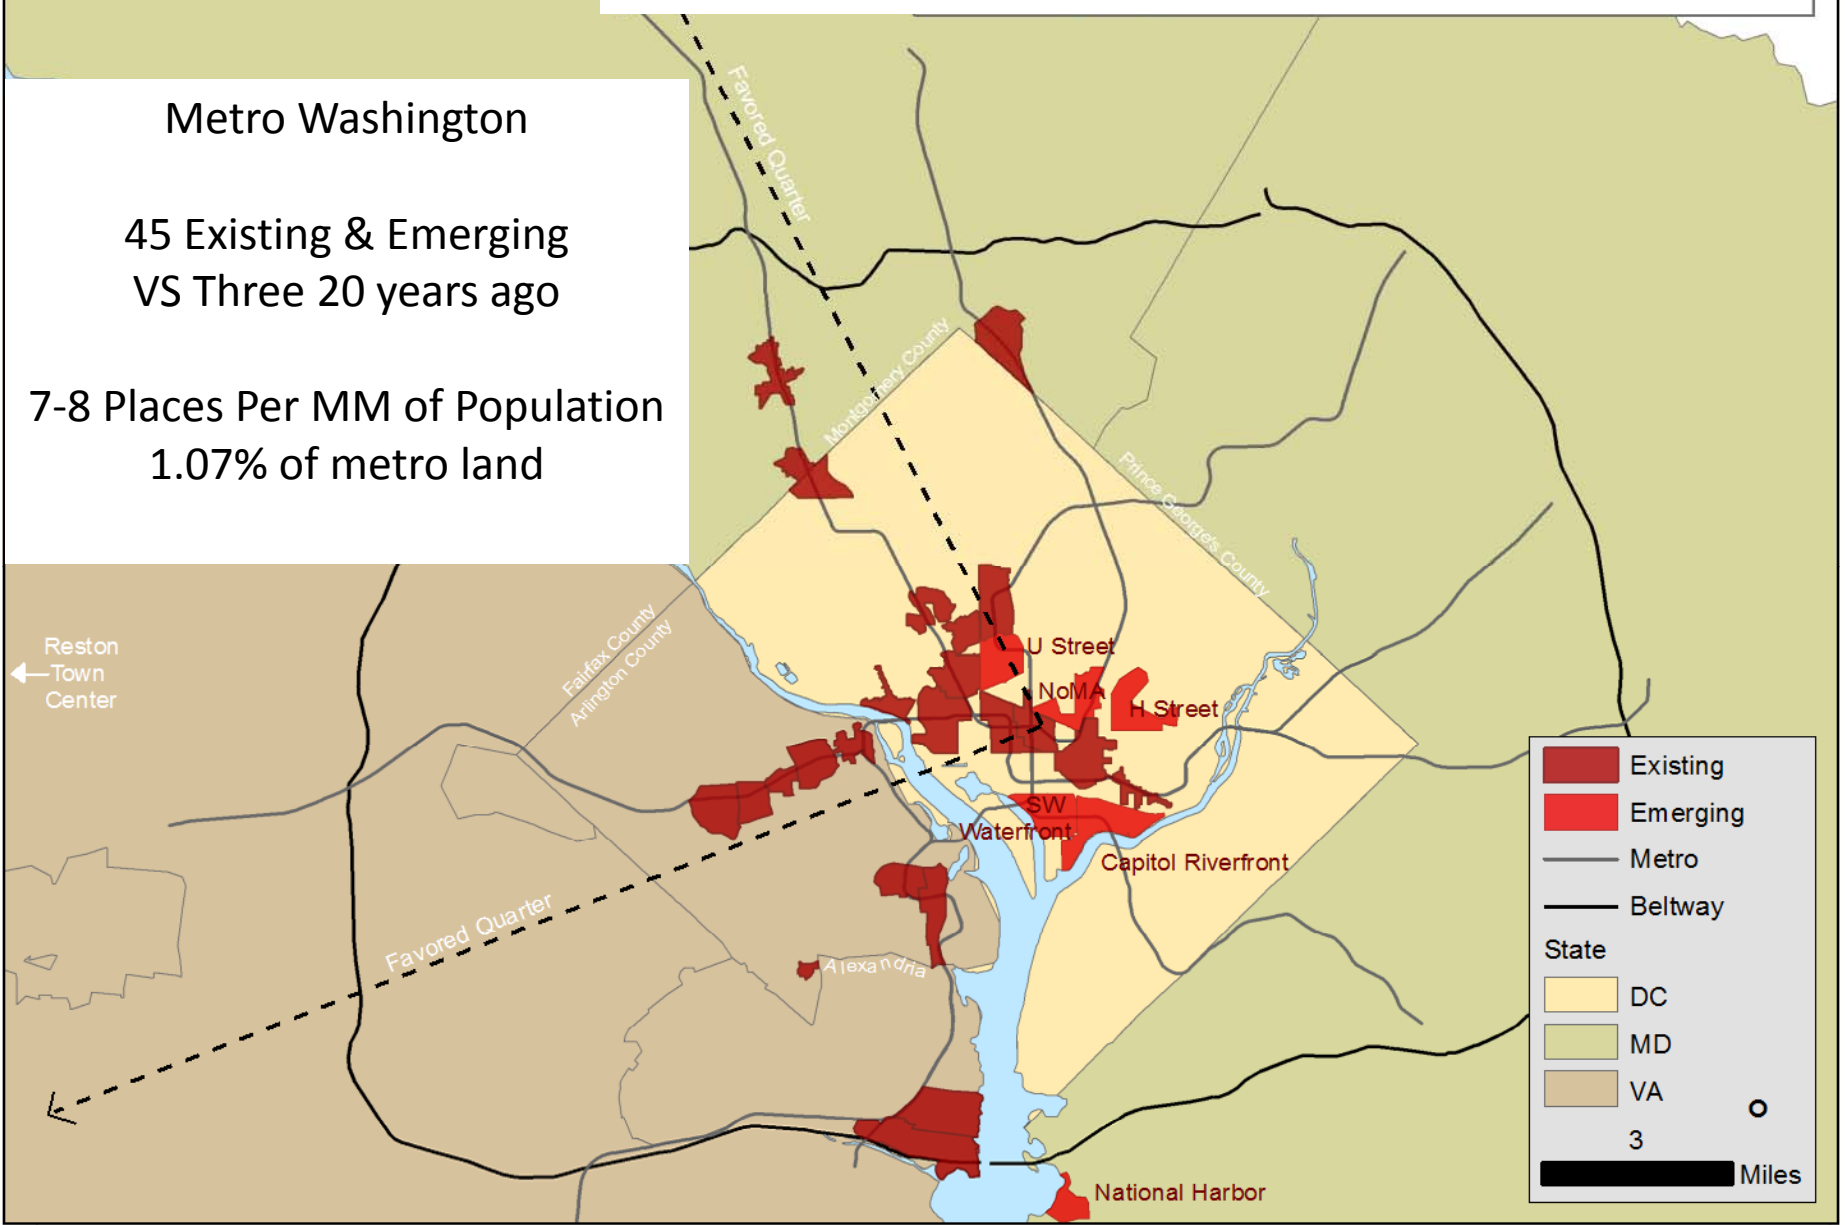 Metro Washington
45 Existing & Emerging
VS Three 20 years ago
7-8 Places Per MM of Population
1.07% of metro land
Favored Quarter
Montgomery County
Prince George's County
Fairfax County
Arlington County
Reston
Town
Center
U Street
NoMA
H Street
SW
Waterfront
Capitol Riverfront
Favored Quarter
Alexandria
National Harbor
Existing
Emerging
Metro
Beltway
State
DC
MD
VA
3
Miles